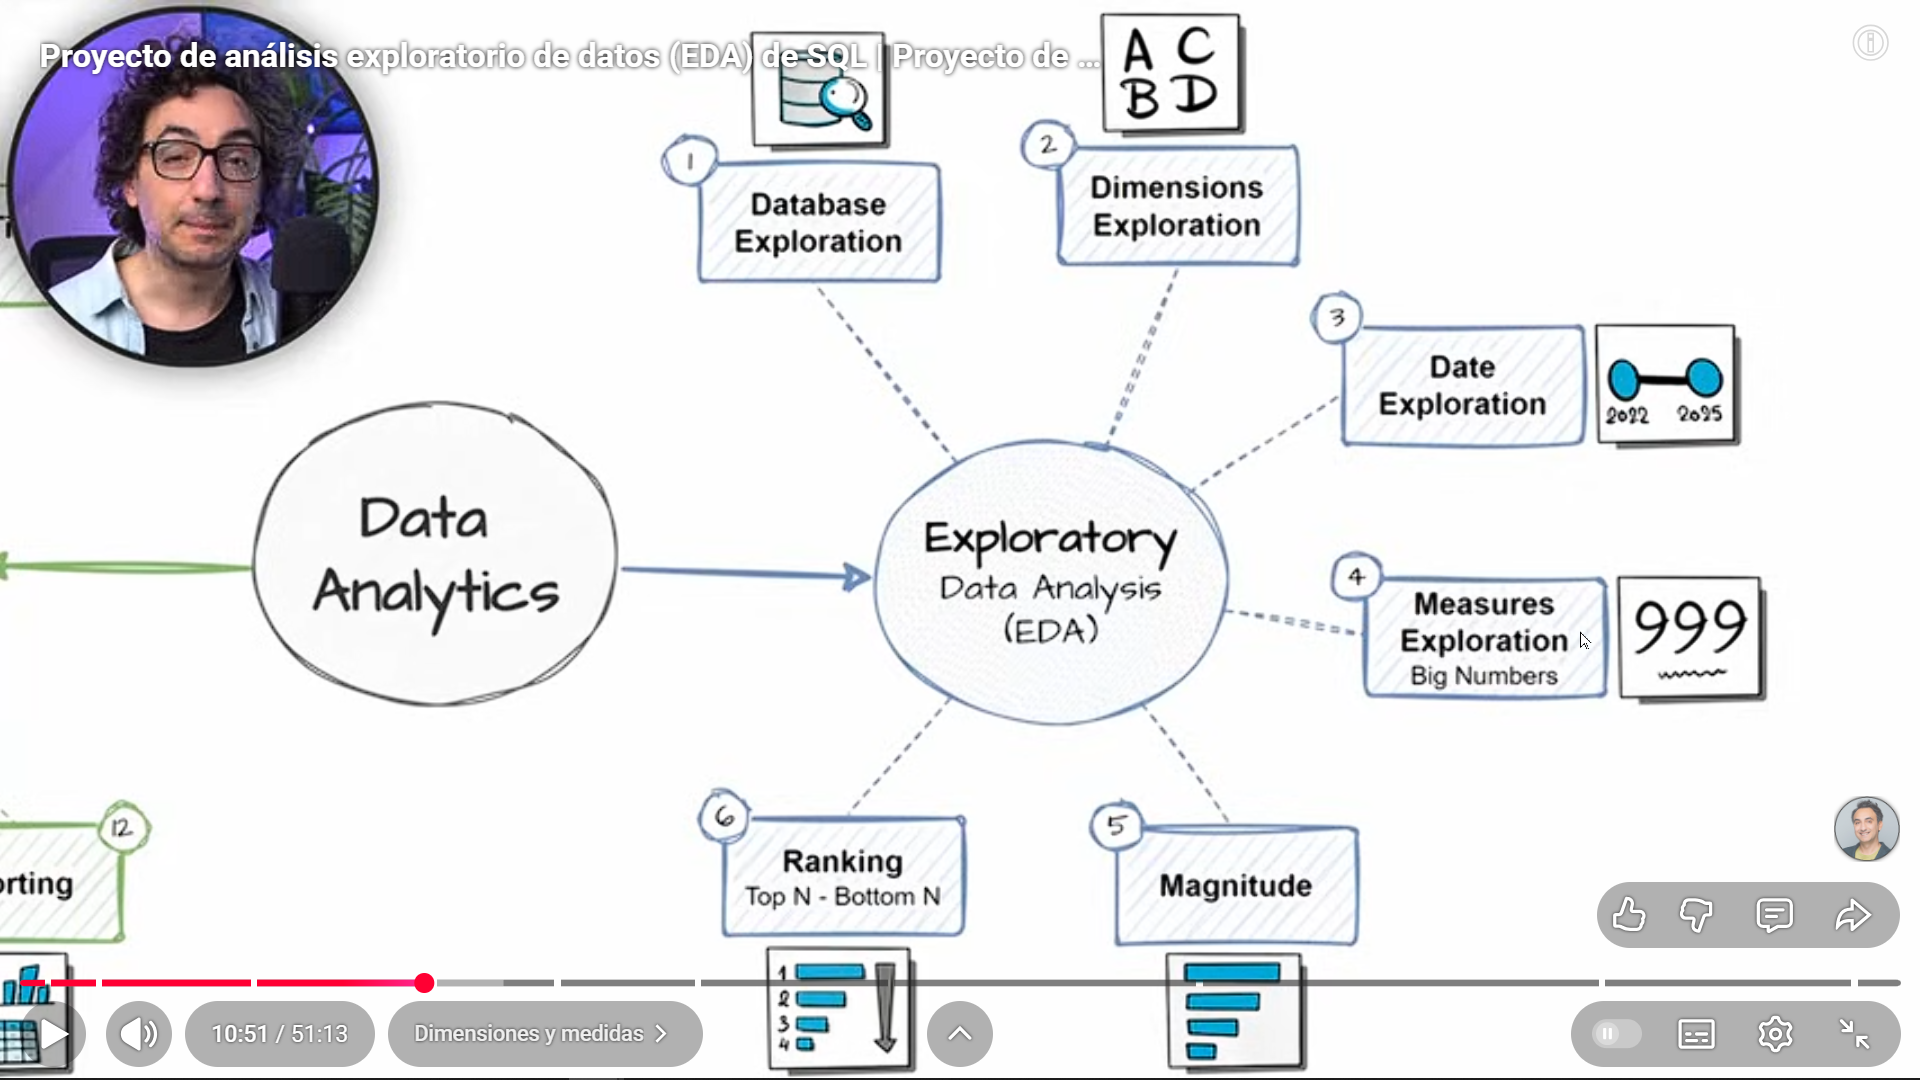 Proyecto de análisis exploratorio de datos (EDA) de SQL | Proyecto de ...
A C
B D
1
Database
Exploration
2
Dimensions
Exploration
3
Date
Exploration
2022 2025
Data
Analytics
Exploratory
Data Analysis
(EDA)
4
Measures
Exploration
Big Numbers
999
12
orting
6
Ranking
Top N - Bottom N
5
Magnitude
1
2
3
4
10:51 / 51:13
Dimensiones y medidas